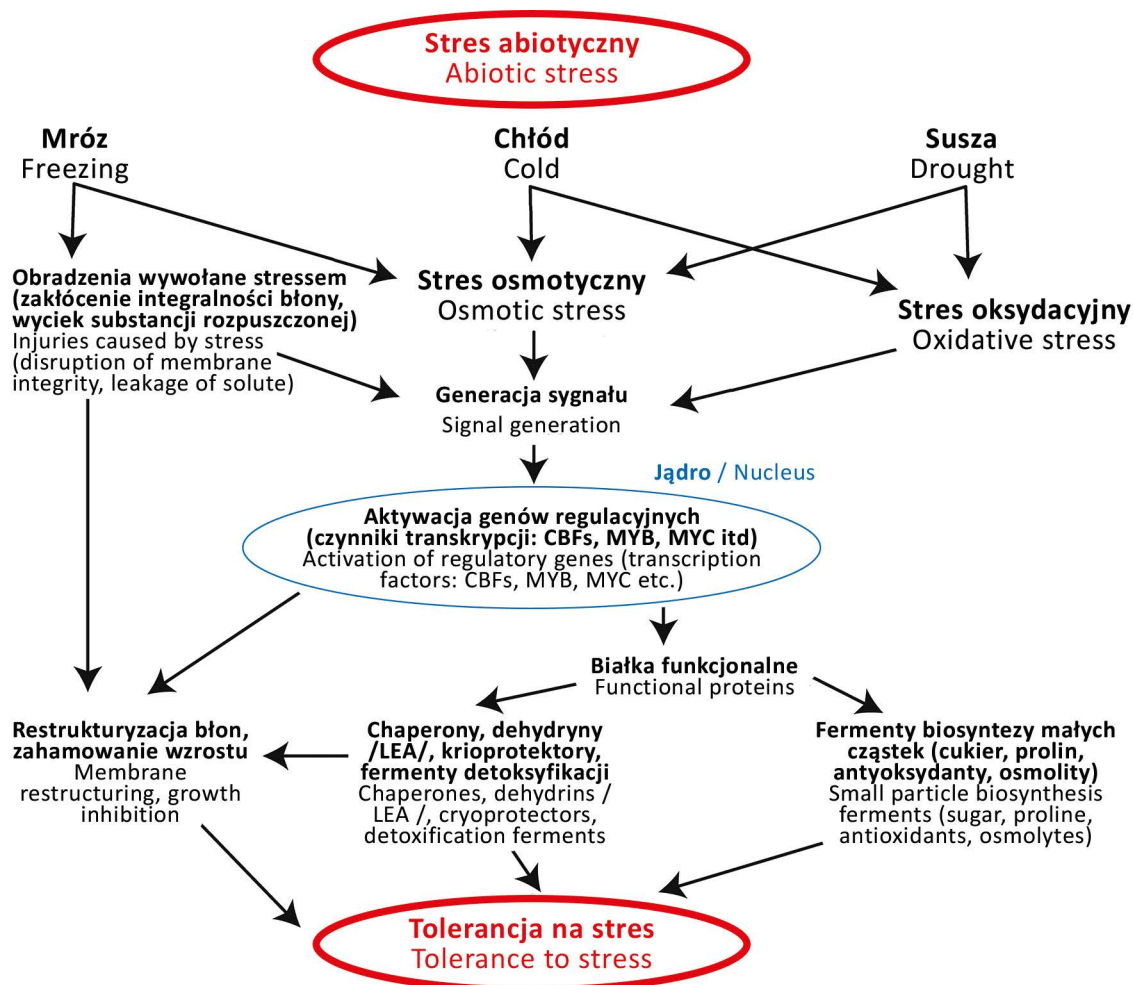 Stres abiotyczny
Abiotic stress
Mróz
Freezing
Chłód
Cold
Susza
Drought
Obradzenia wywołane stressem
(zakłócenie integralności błony,
wyciek substancji rozpuszczonej)
Injuries caused by stress
(disruption of membrane
integrity, leakage of solute)
Stres osmotyczny
Osmotic stress
Stres oksydacyjny
Oxidative stress
Generacja sygnału
Signal generation
Jądro / Nucleus
Aktywacja genów regulacyjnych
(czynniki transkrypcji: CBFs, MYB, MYC itd)
Activation of regulatory genes (transcription
factors: CBFs, MYB, MYC etc.)
Białka funkcjonalne
Functional proteins
Restrukturyzacja błon,
zahamowanie wzrostu
Membrane
restructuring, growth
inhibition
Chaperony, dehydryny
/LEA/, krioprotektory,
fermenty detoksyfikacji
Chaperones, dehydrins /
LEA /, cryoprotectors,
detoxification ferments
Fermenty biosyntezy małych
cząstek (cukier, prolin,
antyoksydanty, osmolity)
Small particle biosynthesis
ferments (sugar, proline,
antioxidants, osmolytes)
Tolerancja na stres
Tolerance to stress